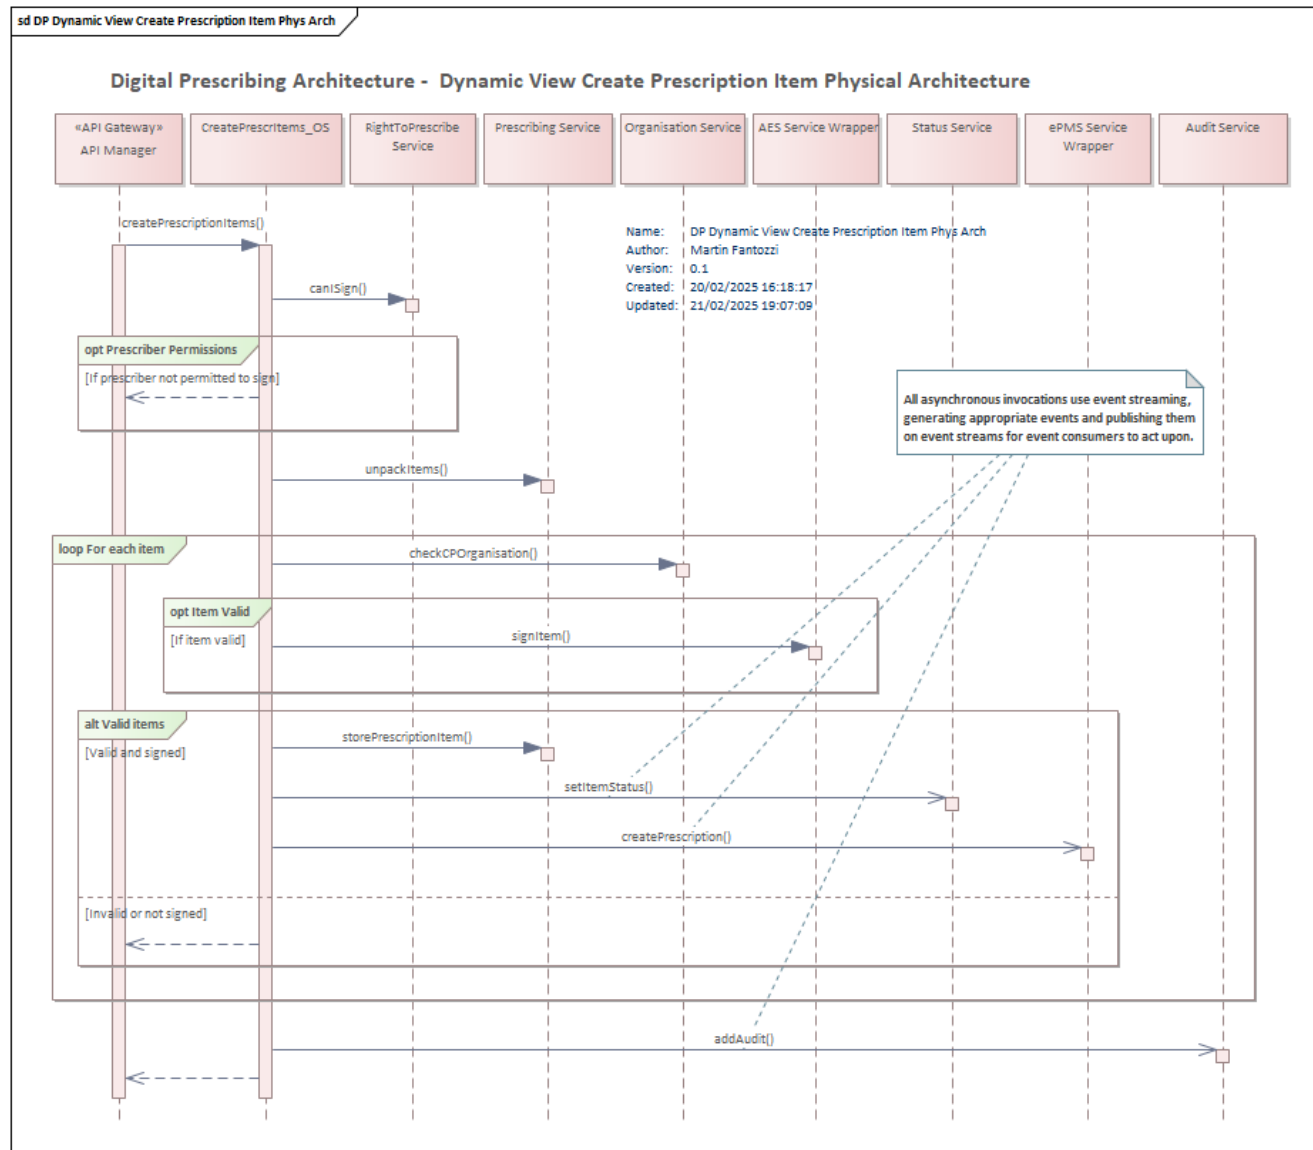 sd DP Dynamic View Create Prescription Item Phys Arch
Digital Prescribing Architecture -  Dynamic View Create Prescription Item Physical Architecture
«API Gateway»
API Manager
CreatePrescrItems_OS
RightToPrescribe
Service
Prescribing Service
Organisation Service
AES Service Wrapper
Status Service
ePMS Service
Wrapper
Audit Service
createPrescriptionItems()
Name: DP Dynamic View Create Prescription Item Phys Arch
Author: Martin Fantozzi
Version: 0.1
Created: 20/02/2025 16:18:17
Updated: 21/02/2025 19:07:09
canISign()
opt Prescriber Permissions
[If prescriber not permitted to sign]
All asynchronous invocations use event streaming,
generating appropriate events and publishing them
on event streams for event consumers to act upon.
unpackItems()
loop For each item
checkCPOrganisation()
opt Item Valid
[If item valid]
signItem()
alt Valid items
[Valid and signed]
storePrescriptionItem()
setItemStatus()
createPrescription()
[Invalid or not signed]
addAudit()